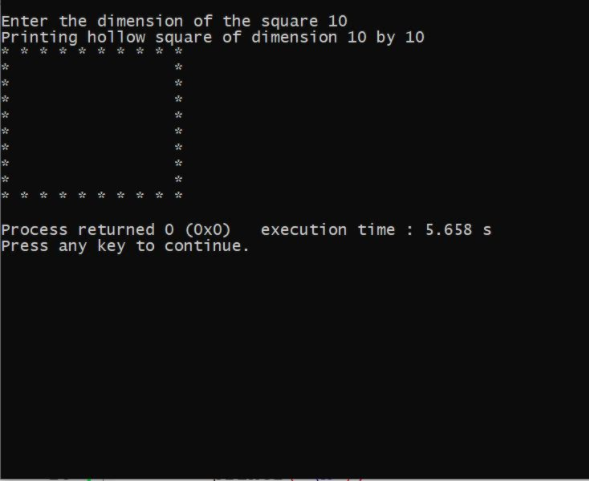 Enter the dimension of the square 10
Printing hollow square of dimension 10 by 10
* * * * * * * * * *
*                 *
*                 *
*                 *
*                 *
*                 *
*                 *
*                 *
*                 *
* * * * * * * * * *
Process returned 0 (0x0)   execution time : 5.658 s
Press any key to continue.